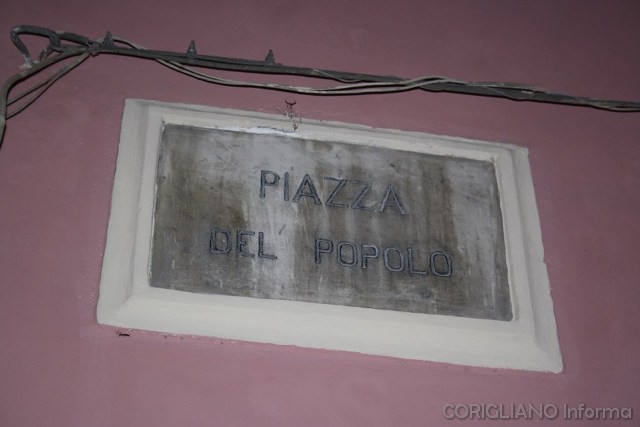 PIAZZA
DEL POPOLO
CORIGLIANO Informa